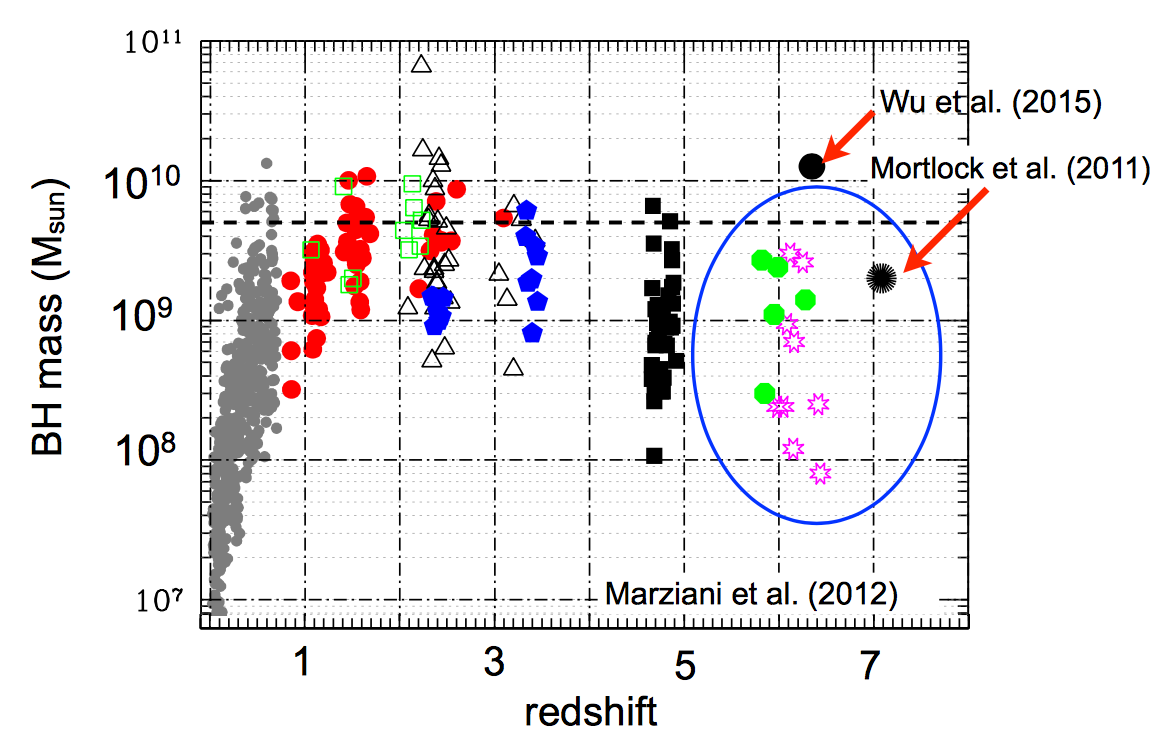 10¹¹
Wu et al. (2015)
Mortlock et al. (2011)
10¹⁰
10⁹
10⁸
10⁷
BH mass (M_sun)
Marziani et al. (2012)
1 3 5 7
redshift